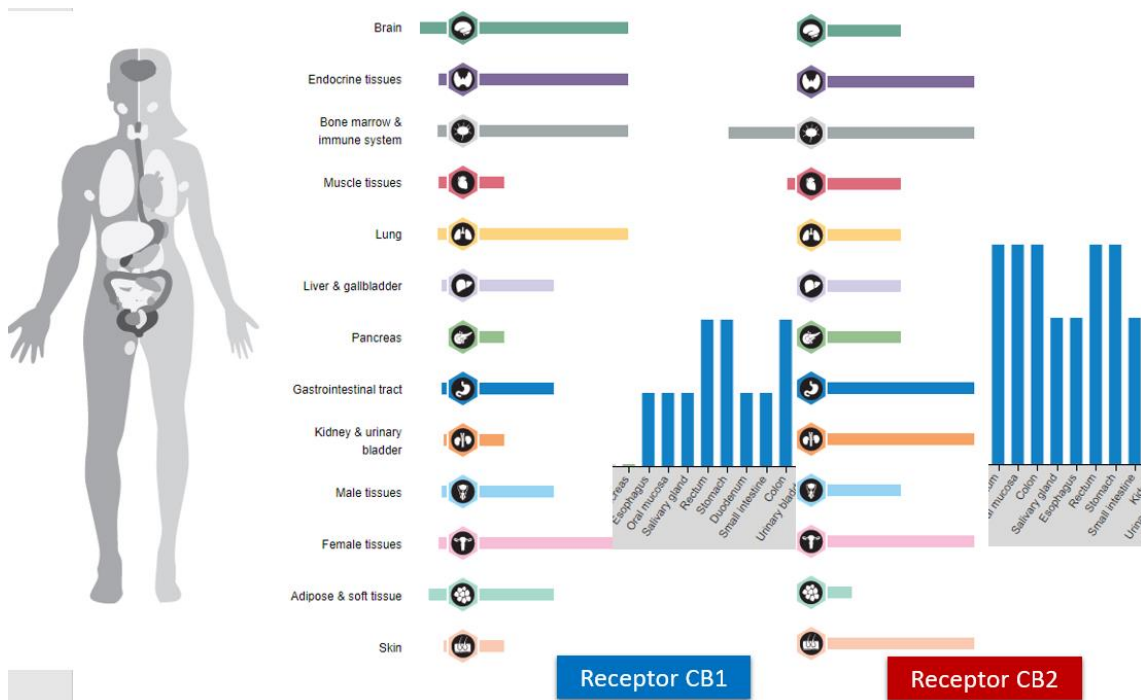 Brain
Endocrine tissues
Bone marrow &
immune system
Muscle tissues
Lung
Liver & gallbladder
Pancreas
Gastrointestinal tract
Kidney & urinary
bladder
Male tissues
Female tissues
Adipose & soft tissue
Skin
Esophagus
Oral mucosa
Salivary gland
Rectum
Stomach
Duodenum
Small intestine
Colon
mucosa
Colon
Salivary gland
Esophagus
Rectum
Stomach
Small intestine
Receptor CB1
Receptor CB2